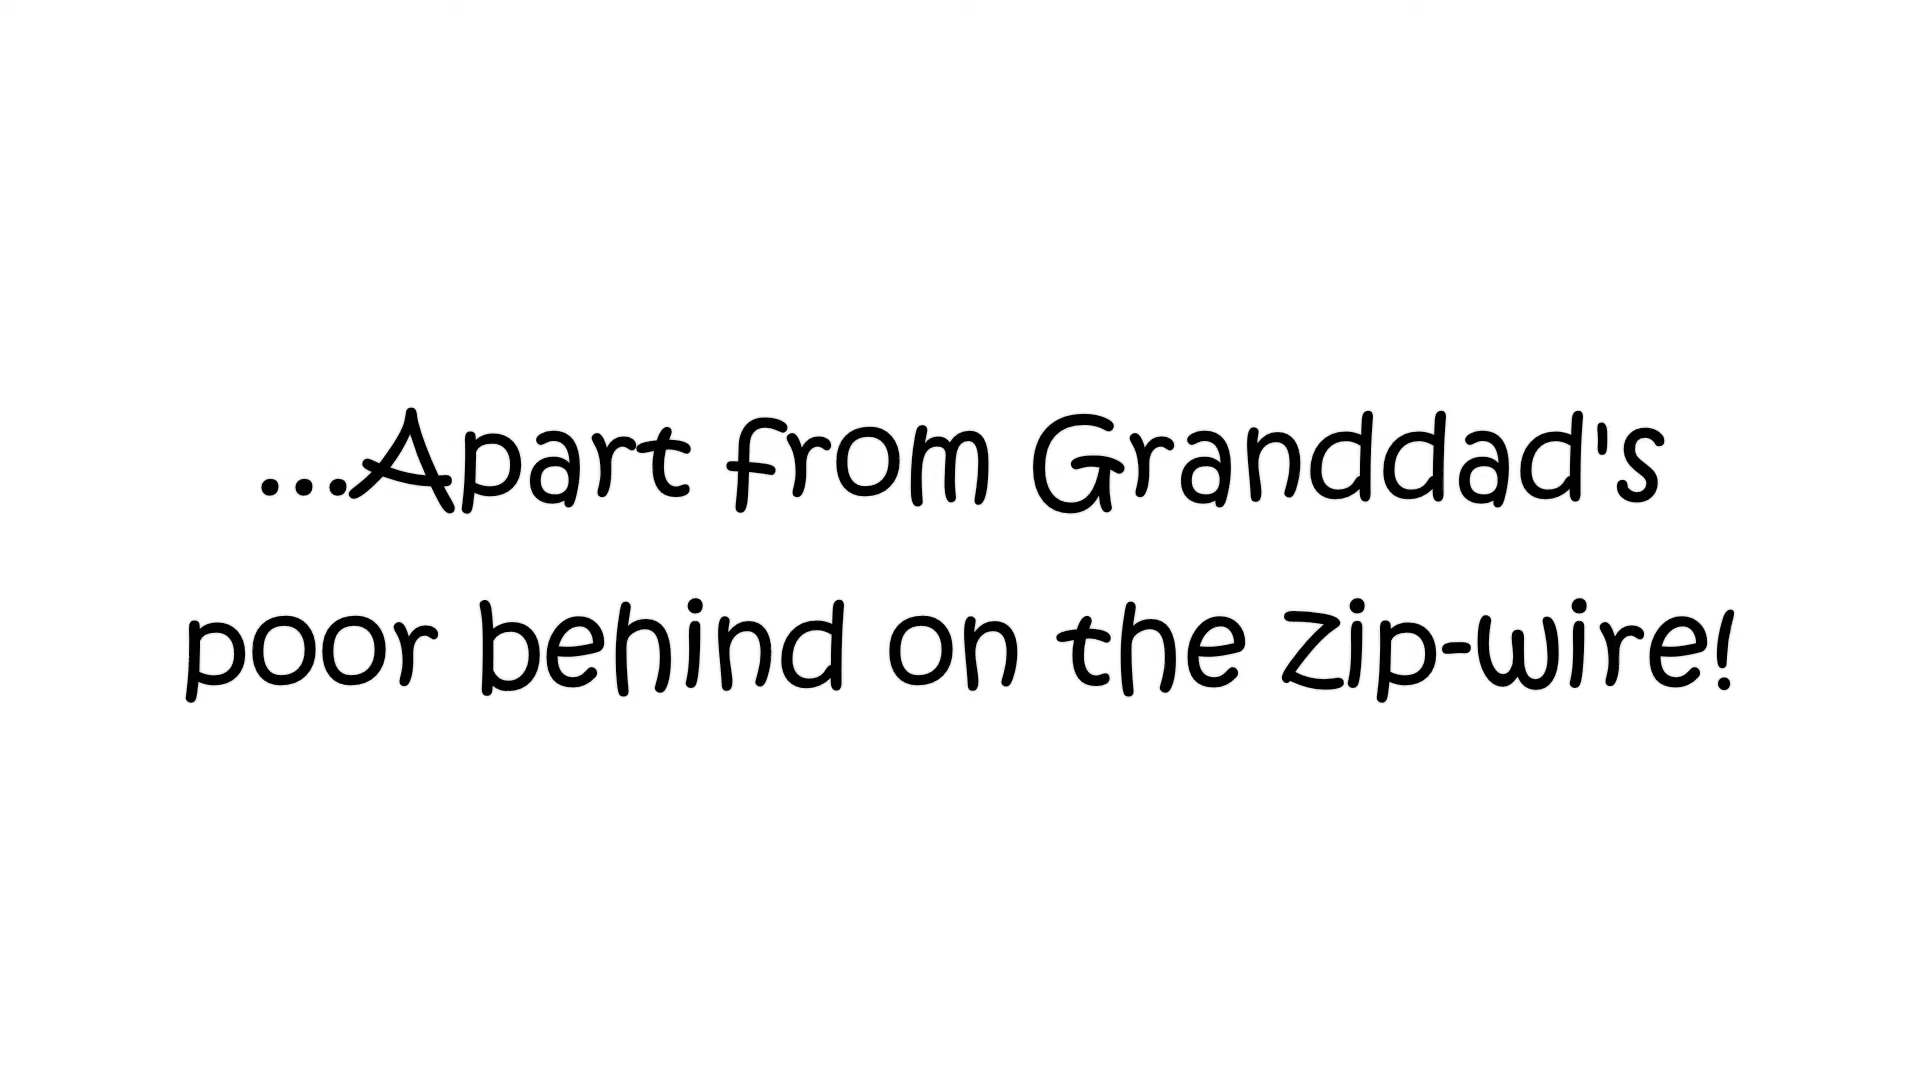 ...Apart from Granddad's
poor behind on the zip-wire!